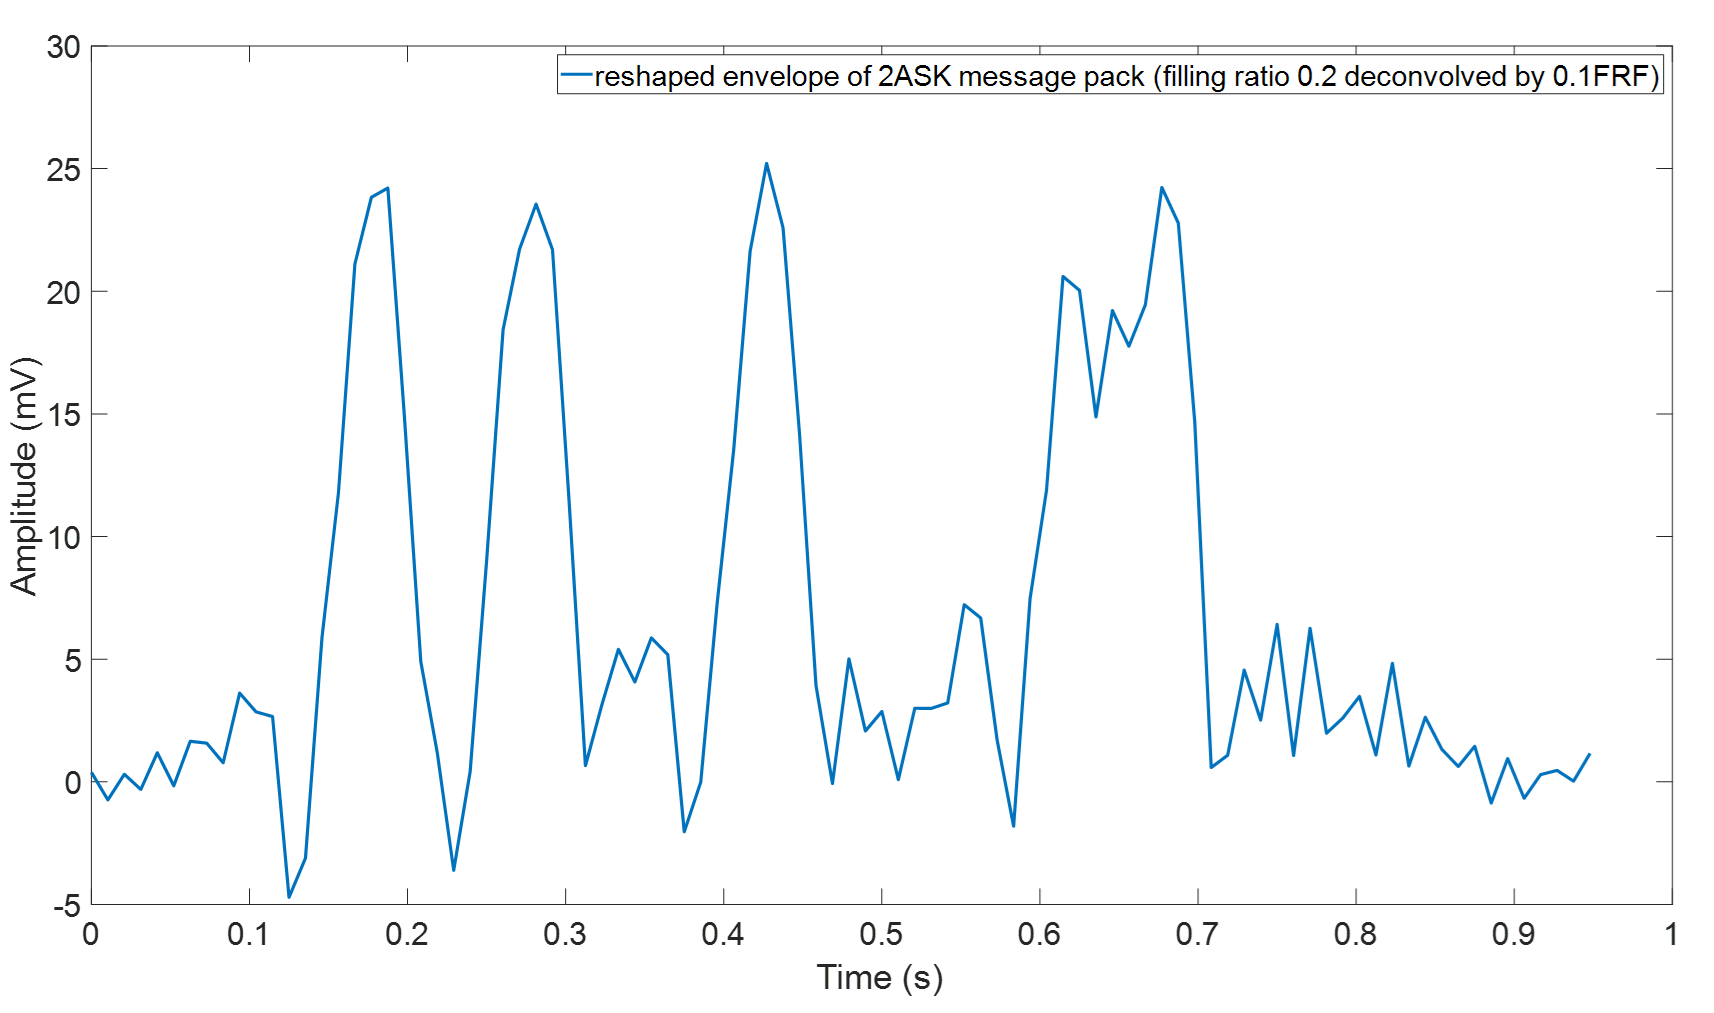 30
reshaped envelope of 2ASK message pack (filling ratio 0.2 deconvolved by 0.1FRF)
25
20
15
10
5
0
-5
Amplitude (mV)
0 0.1 0.2 0.3 0.4 0.5 0.6 0.7 0.8 0.9 1
Time (s)